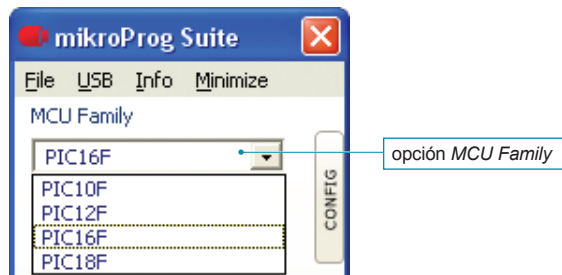 mikroProg Suite
File USB Info Minimize
MCU Family
PIC16F
opción MCU Family
PIC10F
PIC12F
PIC16F
PIC18F
CONFIG